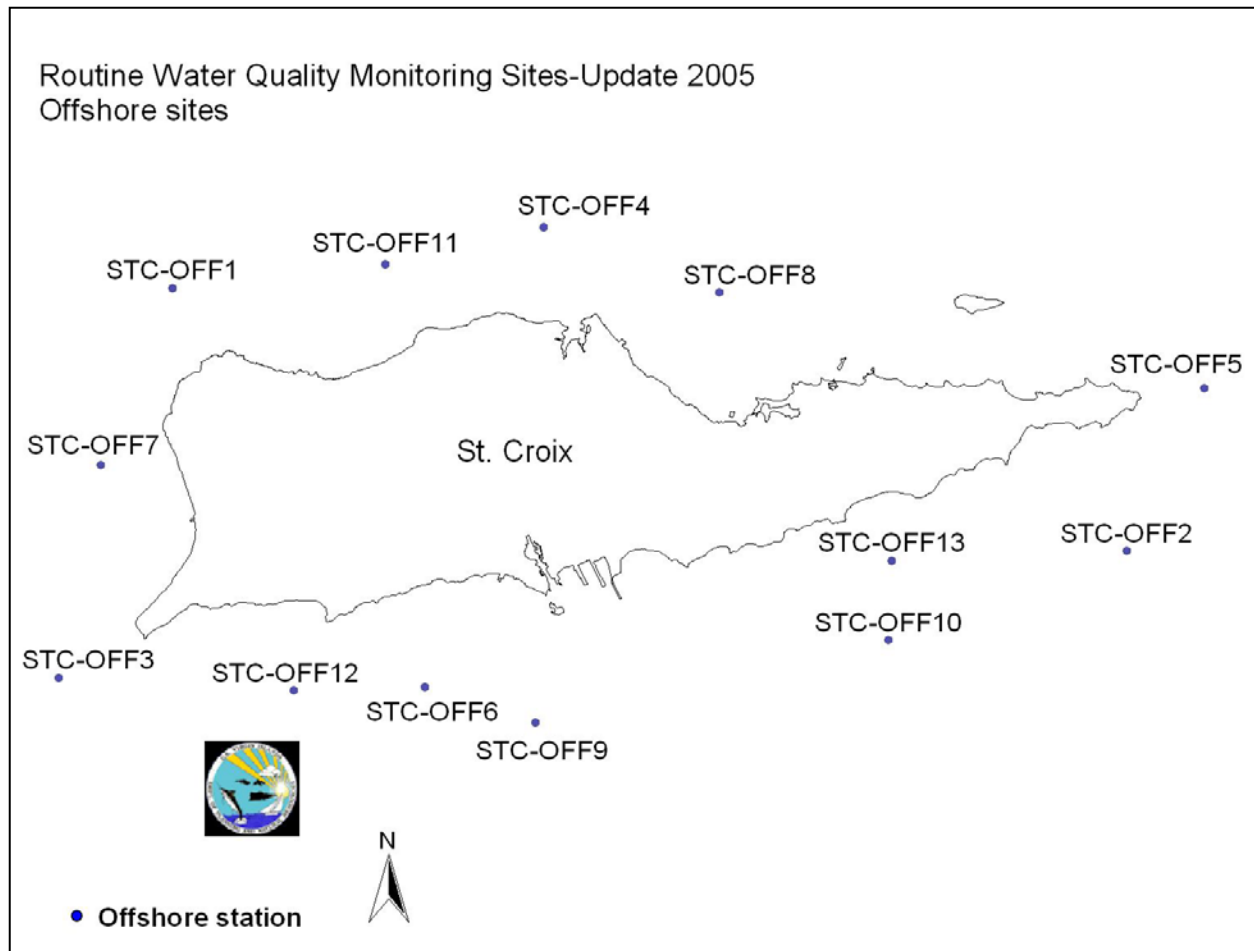 Routine Water Quality Monitoring Sites-Update 2005
Offshore sites
STC-OFF4
STC-OFF11
STC-OFF1
STC-OFF8
STC-OFF5
STC-OFF7
St. Croix
STC-OFF2
STC-OFF13
STC-OFF10
STC-OFF3
STC-OFF12
STC-OFF6
STC-OFF9
N
Offshore station